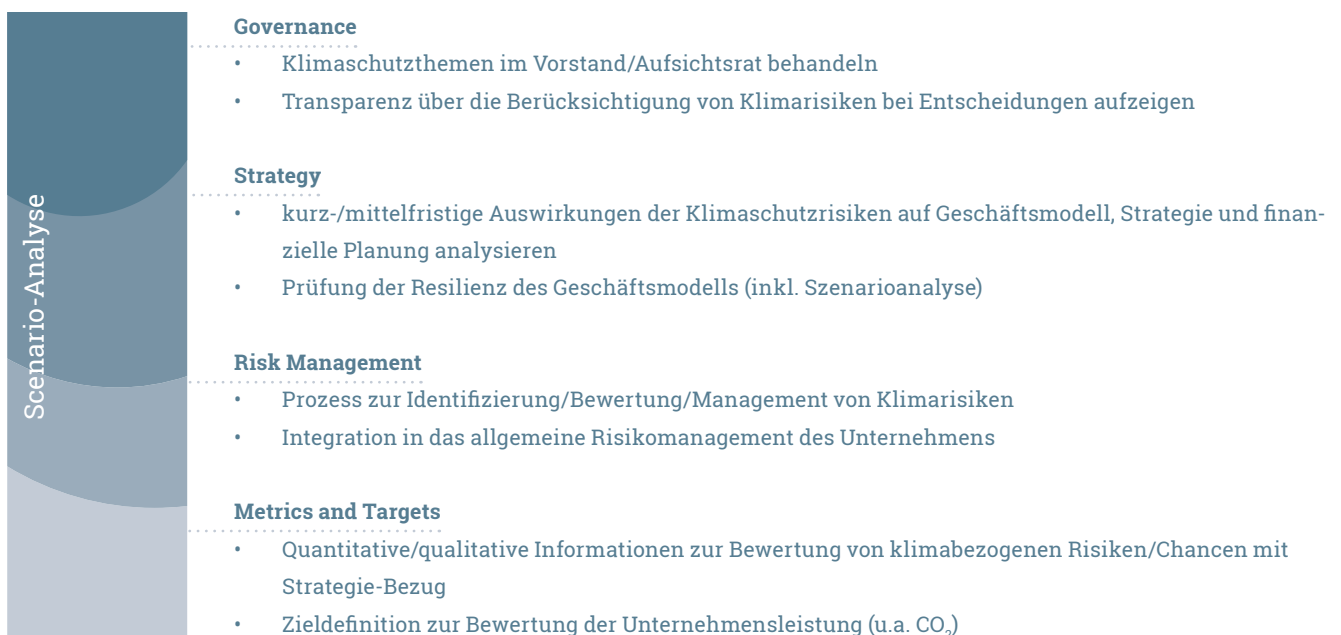 Scenario-Analyse
Governance
• Klimaschutzthemen im Vorstand/Aufsichtsrat behandeln
• Transparenz über die Berücksichtigung von Klimarisiken bei Entscheidungen aufzeigen
Strategy
• kurz-/mittelfristige Auswirkungen der Klimaschutzrisiken auf Geschäftsmodell, Strategie und finan-
zielle Planung analysieren
• Prüfung der Resilienz des Geschäftsmodells (inkl. Szenarioanalyse)
Risk Management
• Prozess zur Identifizierung/Bewertung/Management von Klimarisiken
• Integration in das allgemeine Risikomanagement des Unternehmens
Metrics and Targets
• Quantitative/qualitative Informationen zur Bewertung von klimabezogenen Risiken/Chancen mit
Strategie-Bezug
• Zieldefinition zur Bewertung der Unternehmensleistung (u.a. CO₂)